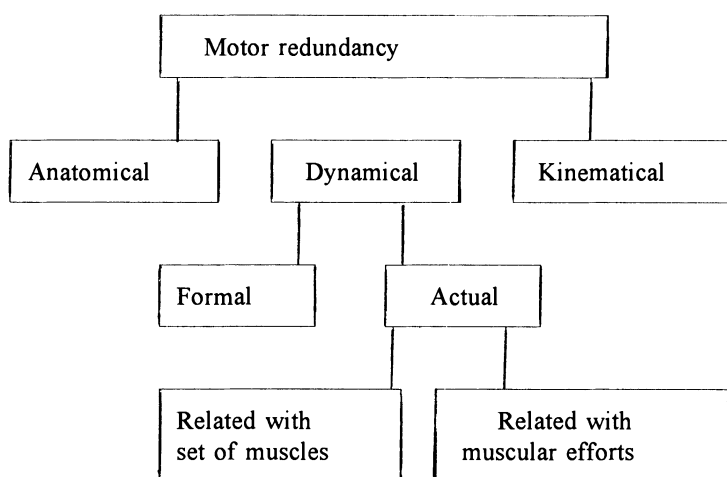 Motor redundancy
Anatomical
Dynamical
Kinematical
Formal
Actual
Related with
set of muscles
Related with
muscular efforts